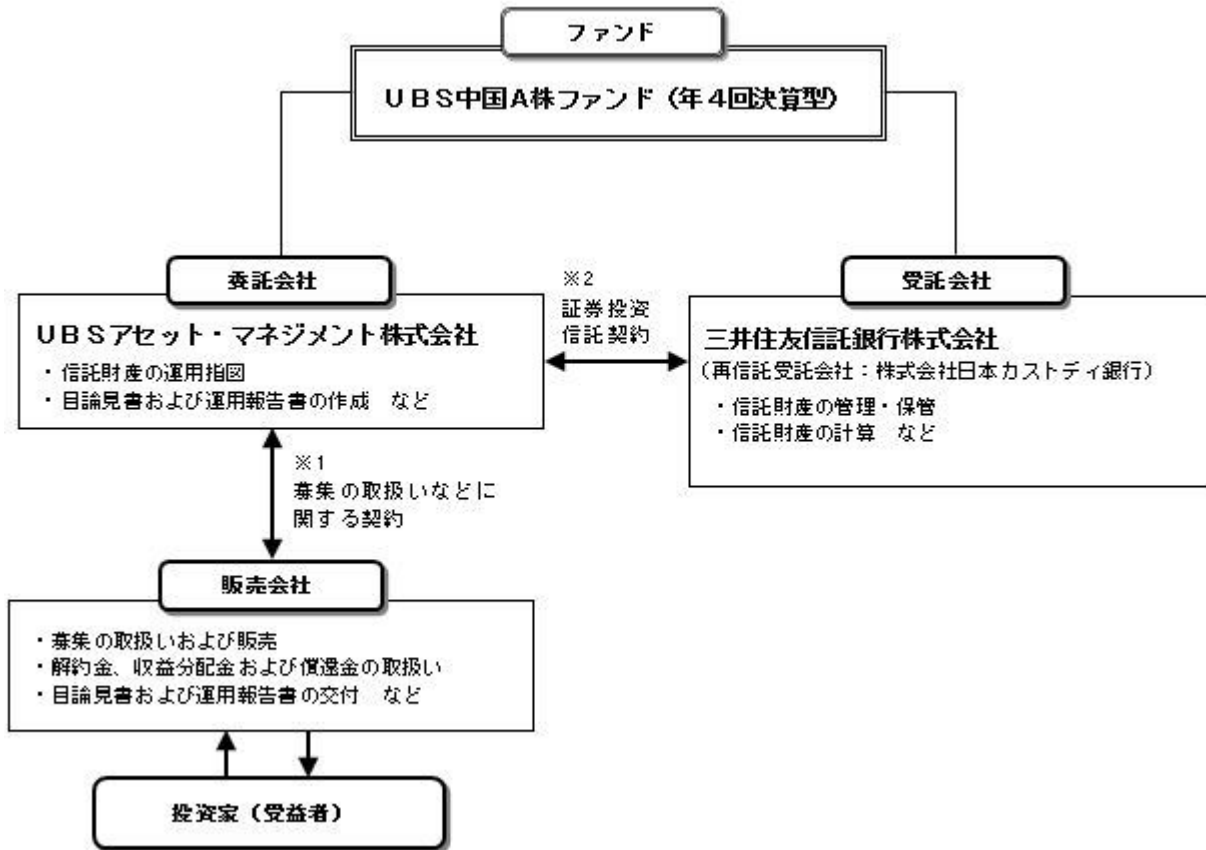 ファンド
UBS中国A株ファンド（年4回決算型）
委託会社
UBSアセット・マネジメント株式会社
・信託財産の運用指図
・目論見書および運用報告書の作成　など
※2
証券投資
信託契約
受託会社
三井住友信託銀行株式会社
（再信託受託会社：株式会社日本カストディ銀行）
・信託財産の管理・保管
・信託財産の計算　など
※1
募集の取扱いなどに
関する契約
販売会社
・募集の取扱いおよび販売
・解約金、収益分配金および償還金の取扱い
・目論見書および運用報告書の交付　など
投資家（受益者）